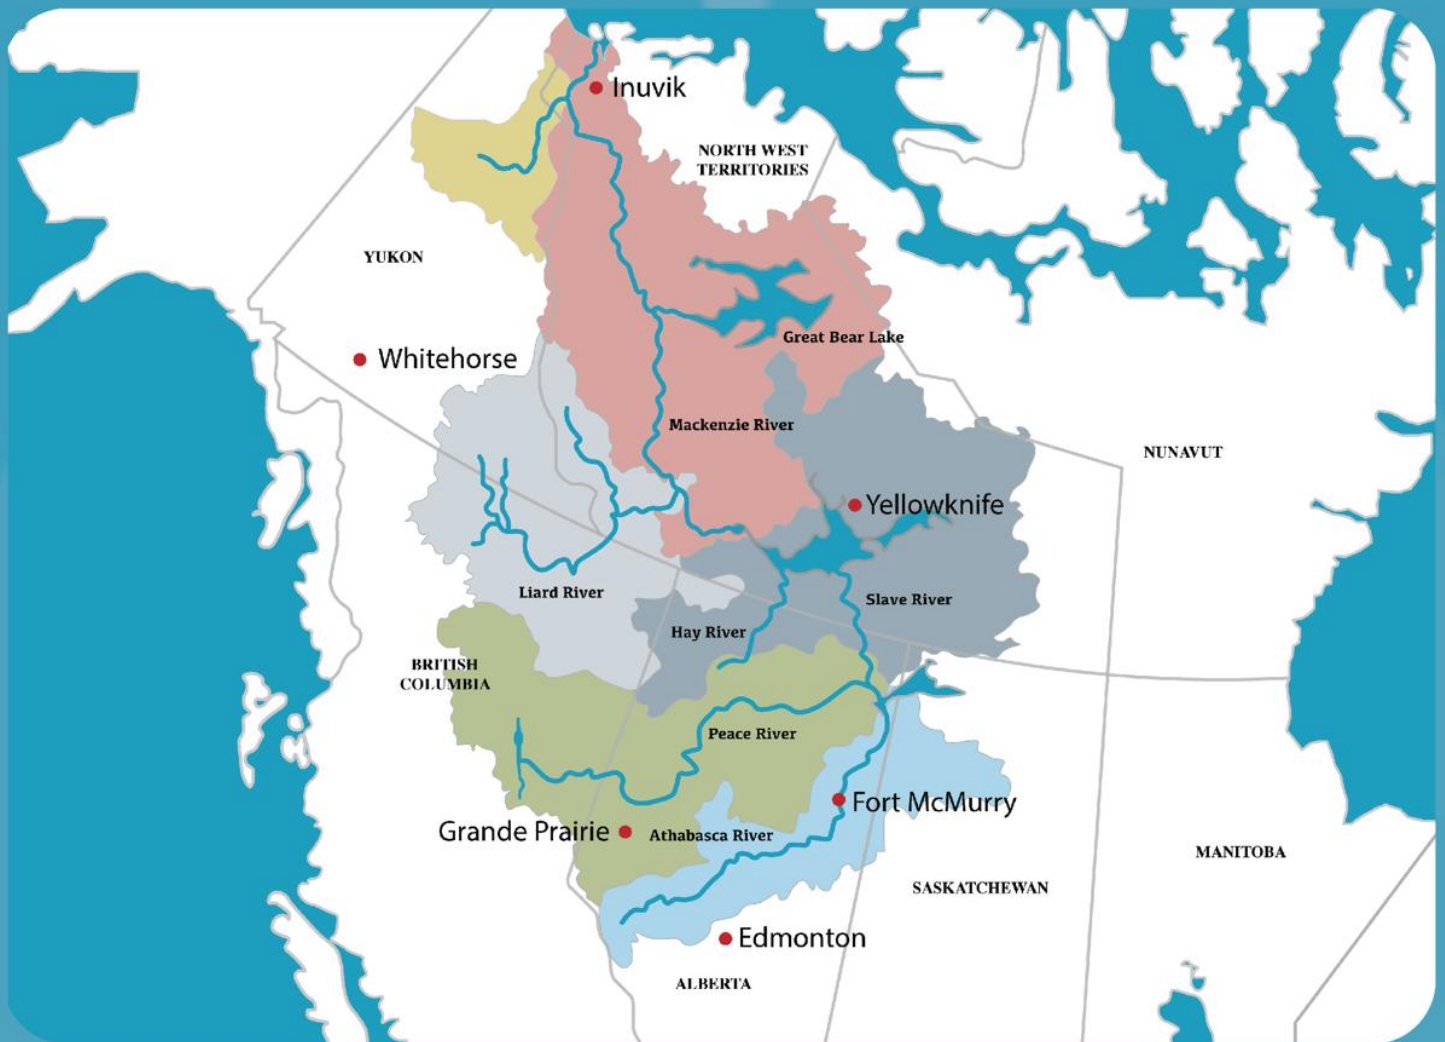 Inuvik
NORTH WEST
TERRITORIES
YUKON
Great Bear Lake
Whitehorse
Mackenzie River
NUNAVUT
Yellowknife
Liard River
Slave River
Hay River
BRITISH
COLUMBIA
Peace River
Fort McMurry
Grande Prairie
Athabasca River
MANITOBA
SASKATCHEWAN
Edmonton
ALBERTA